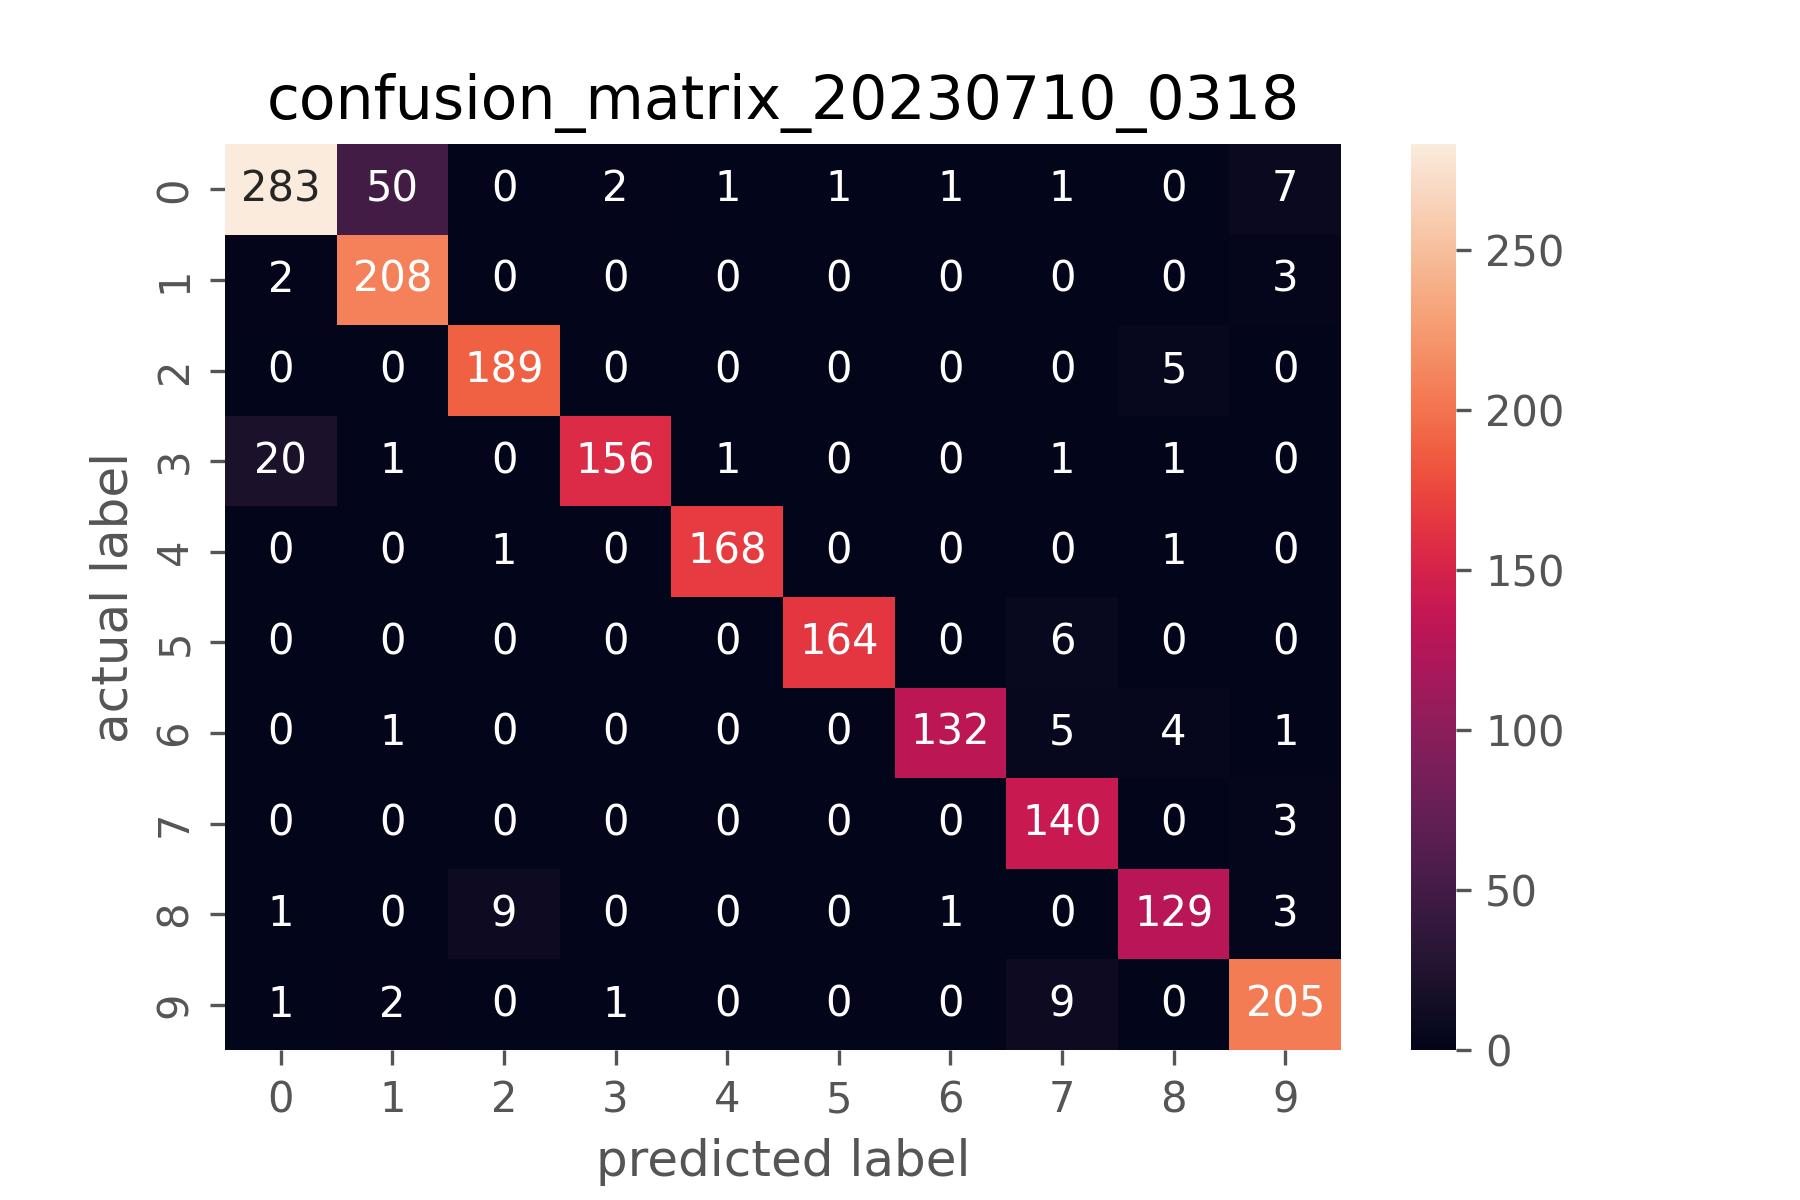 confusion_matrix_20230710_0318
0 283 50 0 2 1 1 1 1 0 7
1 2 208 0 0 0 0 0 0 0 3
2 0 0 189 0 0 0 0 0 5 0
3 20 1 0 156 1 0 0 1 1 0
4 0 0 1 0 168 0 0 0 1 0
5 0 0 0 0 0 164 0 6 0 0
6 0 1 0 0 0 0 132 5 4 1
7 0 0 0 0 0 0 0 140 0 3
8 1 0 9 0 0 0 1 0 129 3
9 1 2 0 1 0 0 0 9 0 205
0 1 2 3 4 5 6 7 8 9
predicted label
actual label
250
200
150
100
50
0